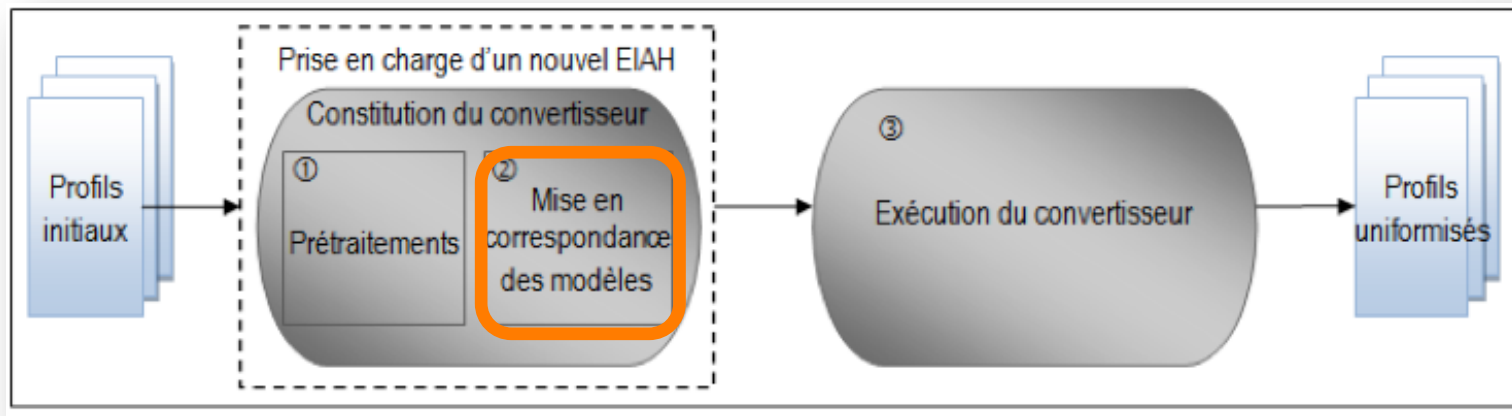 Profils
initiaux
Prise en charge d'un nouvel EIAH
Constitution du convertisseur
①
Prétraitements
②
Mise en
correspondance
des modèles
③
Exécution du convertisseur
Profils
uniformisés